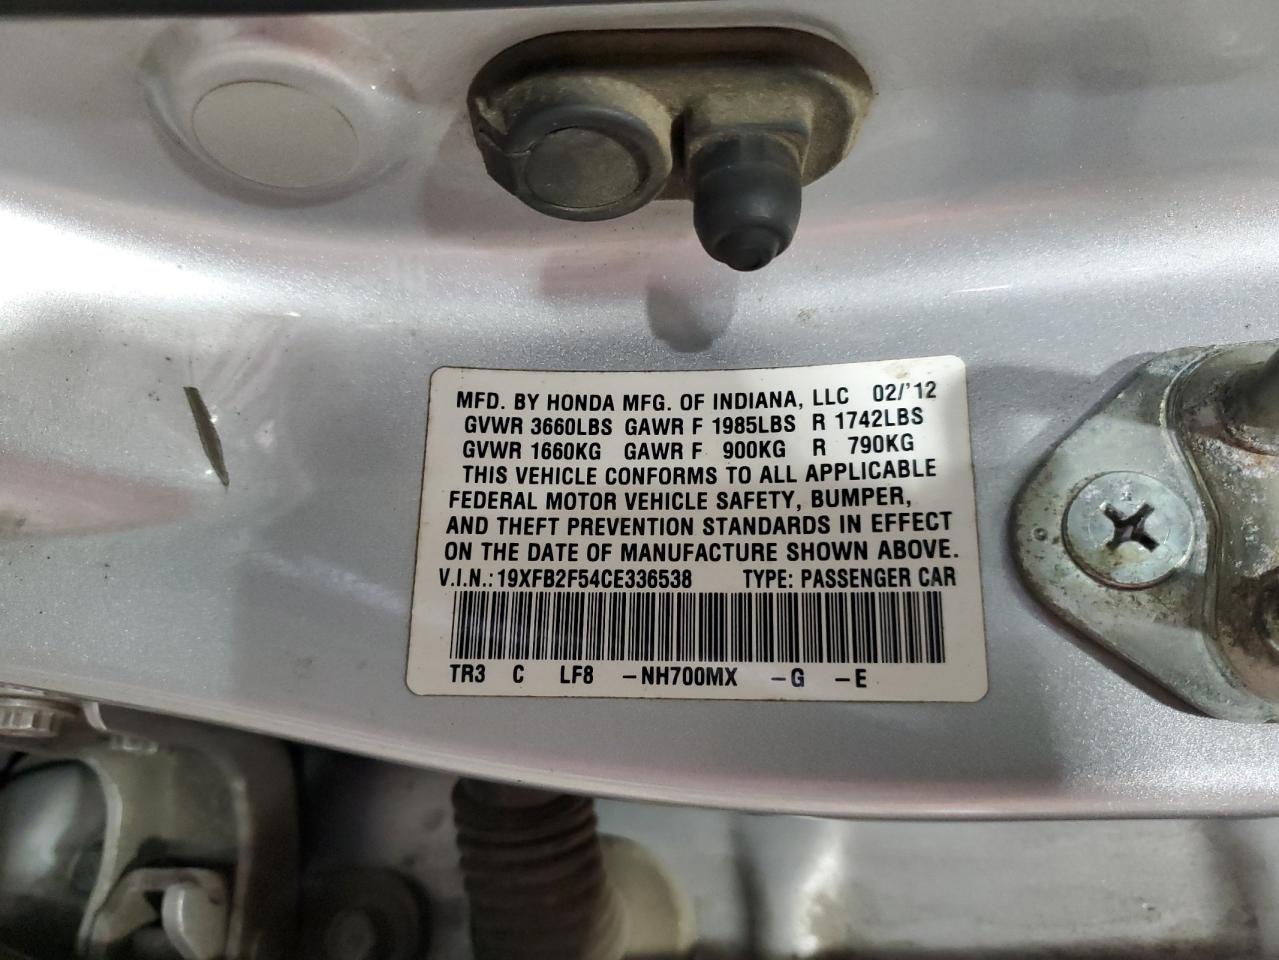 MFD. BY HONDA MFG. OF INDIANA, LLC 02/'12
GVWR 3660LBS GAWR F 1985LBS R 1742LBS
GVWR 1660KG GAWR F 900KG R 790KG
THIS VEHICLE CONFORMS TO ALL APPLICABLE
FEDERAL MOTOR VEHICLE SAFETY, BUMPER,
AND THEFT PREVENTION STANDARDS IN EFFECT
ON THE DATE OF MANUFACTURE SHOWN ABOVE.
V.I.N.: 19XFB2F54CE336538 TYPE: PASSENGER CAR
TR3 C LF8 -NH700MX -G -E